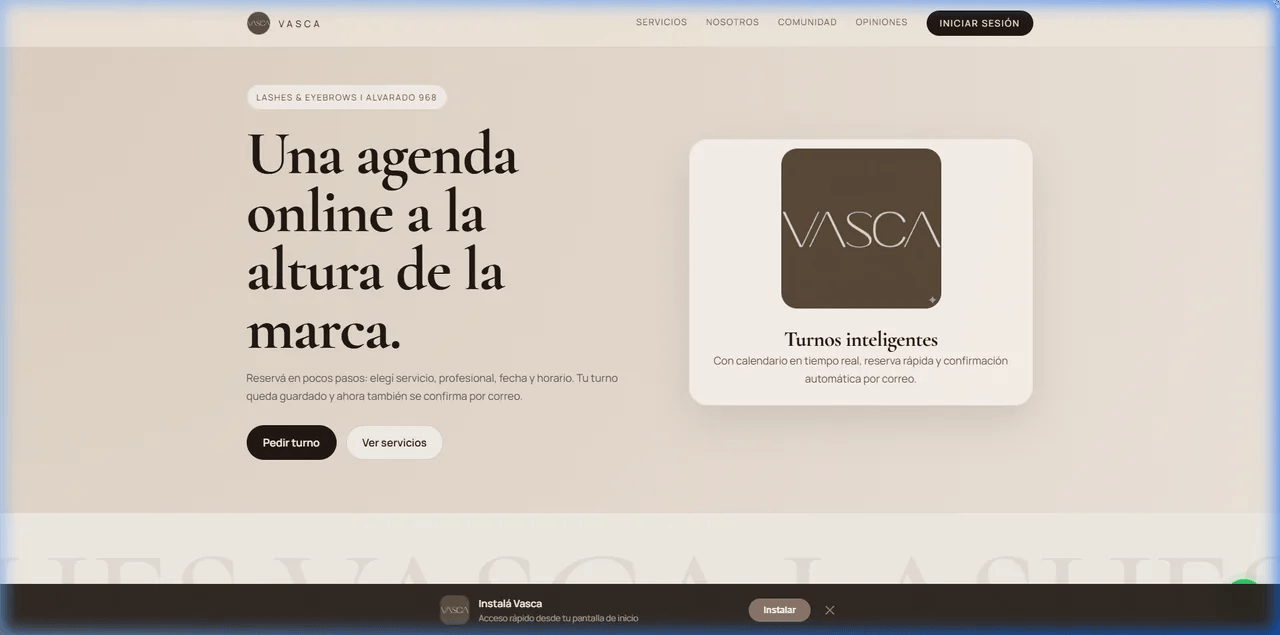 VASCA
VASCA
SERVICIOS
NOSOTROS
COMUNIDAD
OPINIONES
INICIAR SESIÓN
LASHES & EYEBROWS | ALVARADO 968
Una agenda
online a la
altura de la
marca.
Reservá en pocos pasos: elegí servicio, profesional, fecha y horario. Tu turno
queda guardado y ahora también se confirma por correo.
Pedir turno
Ver servicios
VASCA
Turnos inteligentes
Con calendario en tiempo real, reserva rápida y confirmación
automática por correo.
HES VASCA LASHES
VASCA
Instalá Vasca
Acceso rápido desde tu pantalla de inicio
Instalar